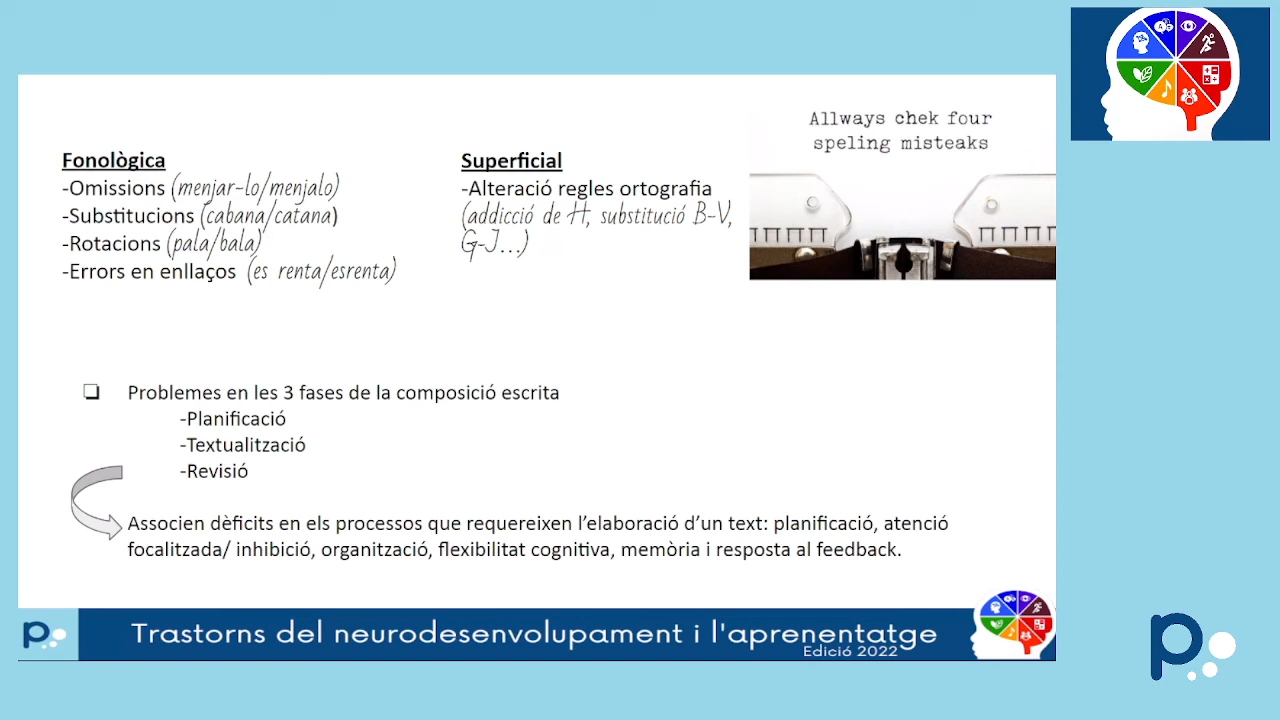 Allways chek four
speling misteaks
Fonològica
-Omissions (menjar-lo/menjalo)
-Substitucions (cabana/catana)
-Rotacions (pala/bala)
-Errors en enllaços (es renta/esrenta)
Superficial
-Alteració regles ortografia
(addicció de H, substitució B-V,
G-J...)
❏ Problemes en les 3 fases de la composició escrita
-Planificació
-Textualització
-Revisió
Associen dèficits en els processos que requereixen l'elaboració d'un text: planificació, atenció
focalitzada/ inhibició, organització, flexibilitat cognitiva, memòria i resposta al feedback.
p
Trastorns del neurodesenvolupament i l'aprenentatge
Edició 2022
p